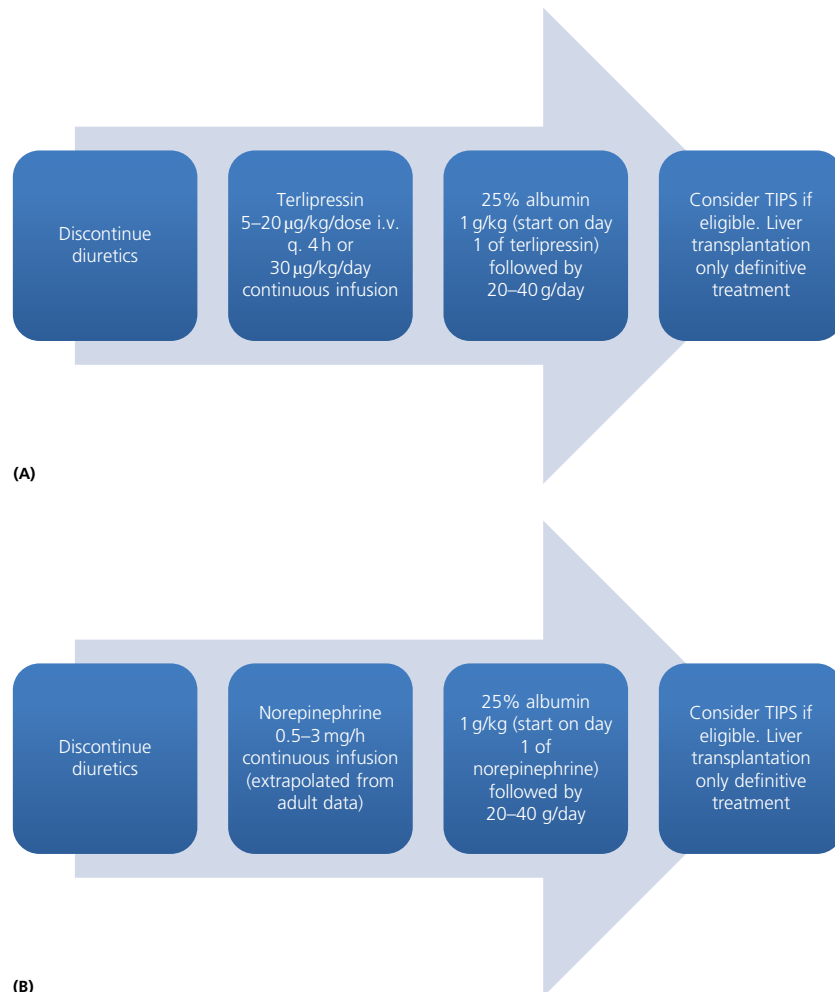 Discontinue
diuretics
Terlipressin
5–20 µg/kg/dose i.v.
q. 4 h or
30 µg/kg/day
continuous infusion
25% albumin
1 g/kg (start on day
1 of terlipressin)
followed by
20–40 g/day
Consider TIPS if
eligible. Liver
transplantation
only definitive
treatment
(A)
Discontinue
diuretics
Norepinephrine
0.5–3 mg/h
continuous infusion
(extrapolated from
adult data)
25% albumin
1 g/kg (start on day
1 of
norepinephrine)
followed by
20–40 g/day
Consider TIPS if
eligible. Liver
transplantation
only definitive
treatment
(B)